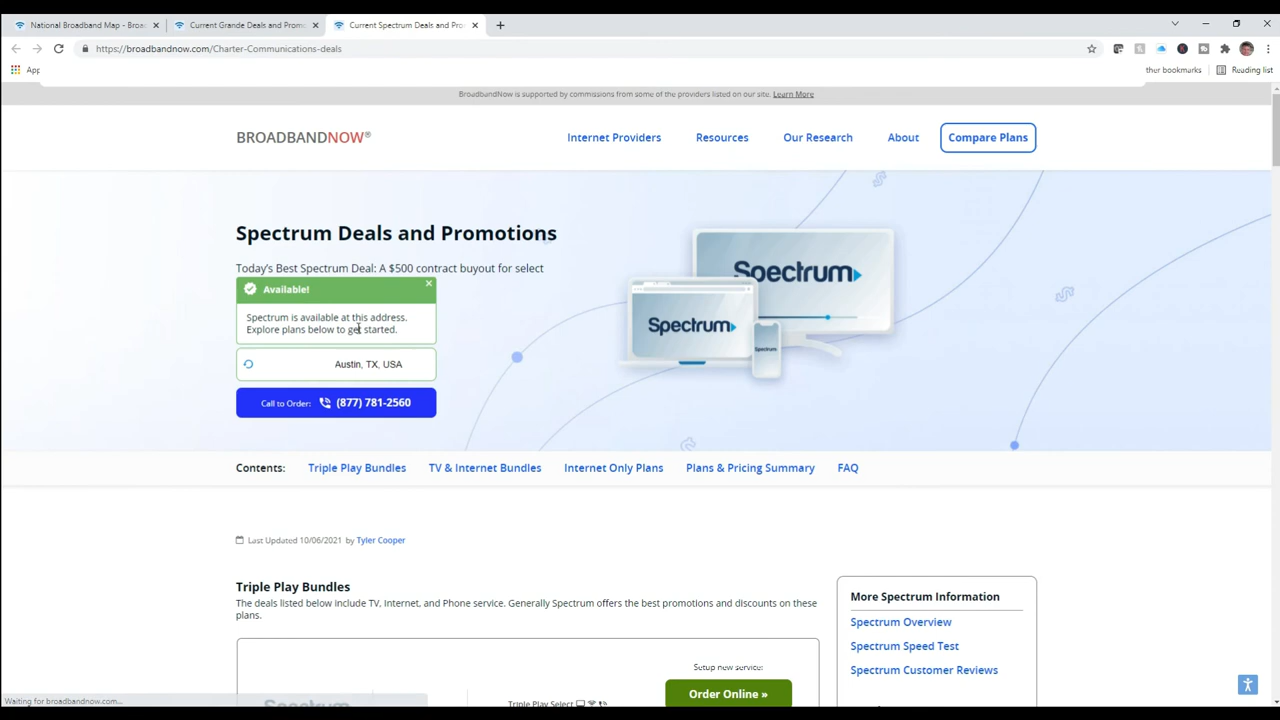 National Broadband Map - Broa
Current Grande Deals and Promo
Current Spectrum Deals and Pro
https://broadbandnow.com/Charter-Communications-deals
App
ther bookmarks
Reading list
BroadbandNow is supported by commissions from some of the providers listed on our site. Learn More
BROADBANDNOW®
Internet Providers
Resources
Our Research
About
Compare Plans
Spectrum Deals and Promotions
Today's Best Spectrum Deal: A $500 contract buyout for select
Available!
Spectrum is available at this address.
Explore plans below to get started.
Austin, TX, USA
Call to Order: (877) 781-2560
Spectrum
Spectrum
Spectrum
Contents:
Triple Play Bundles
TV & Internet Bundles
Internet Only Plans
Plans & Pricing Summary
FAQ
Last Updated 10/06/2021 by Tyler Cooper
Triple Play Bundles
The deals listed below include TV, Internet, and Phone service. Generally Spectrum offers the best promotions and discounts on these
plans.
Setup new service:
Order Online »
Spectrum
Triple Play Select
More Spectrum Information
Spectrum Overview
Spectrum Speed Test
Spectrum Customer Reviews
Waiting for broadbandnow.com...